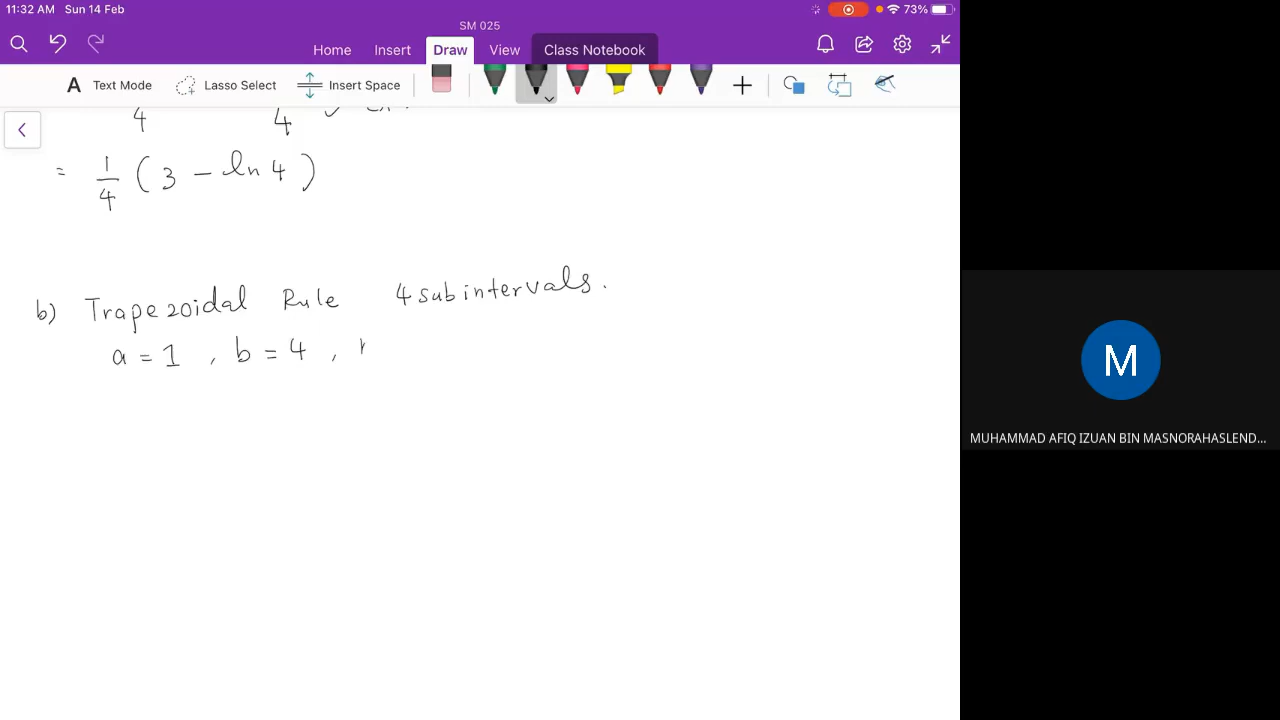 11:32 AM Sun 14 Feb
73%
SM 025
Home Insert Draw View Class Notebook
A Text Mode Lasso Select Insert Space
4 4
= 1/4 ( 3 - ln 4 )
b) Trapezoidal Rule 4 subintervals.
a = 1 , b = 4 ,
M
MUHAMMAD AFIQ IZUAN BIN MASNORAHASLEND...